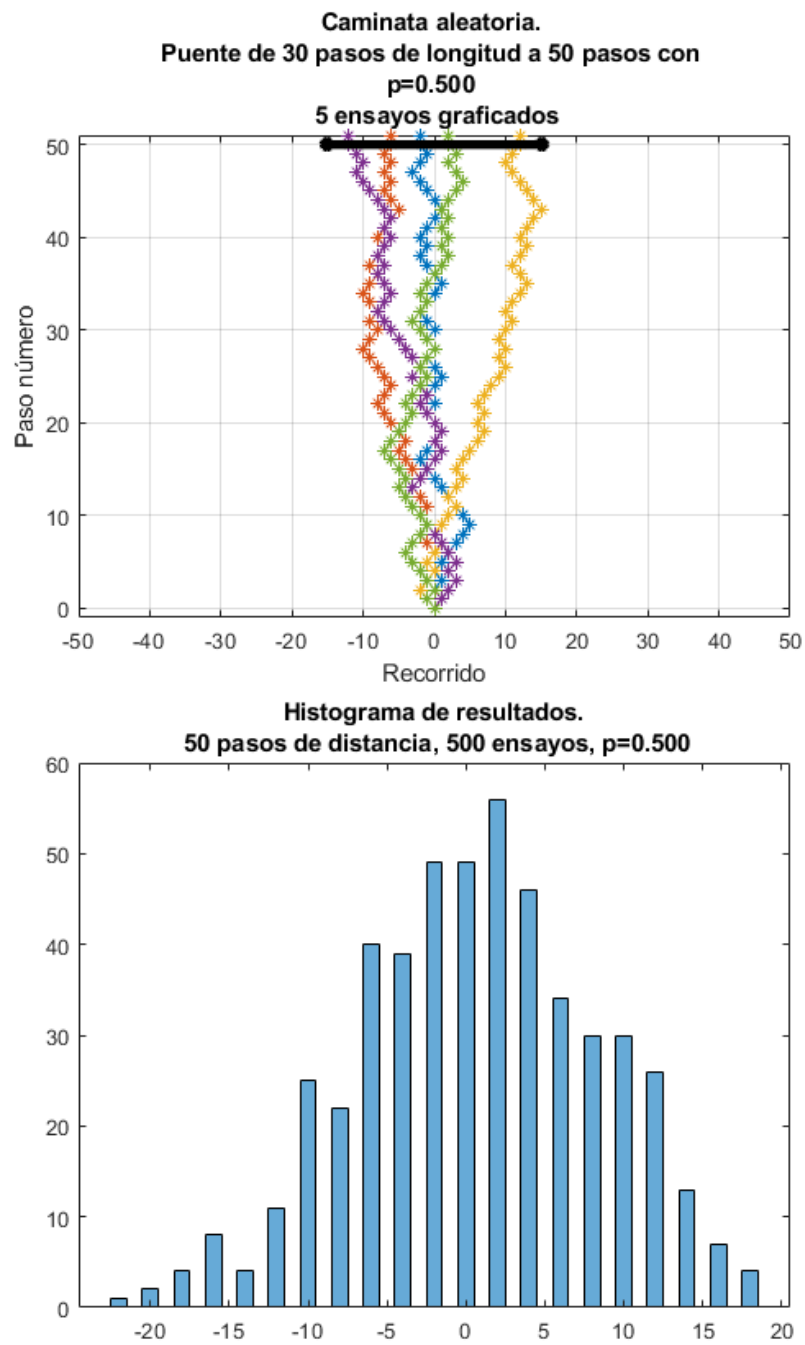 Caminata aleatoria.
Puente de 30 pasos de longitud a 50 pasos con
p=0.500
5 ensayos graficados
50
40
30
20
10
0
Paso número
-50 -40 -30 -20 -10 0 10 20 30 40 50
Recorrido
Histograma de resultados.
50 pasos de distancia, 500 ensayos, p=0.500
60
50
40
30
20
10
0
-20 -15 -10 -5 0 5 10 15 20